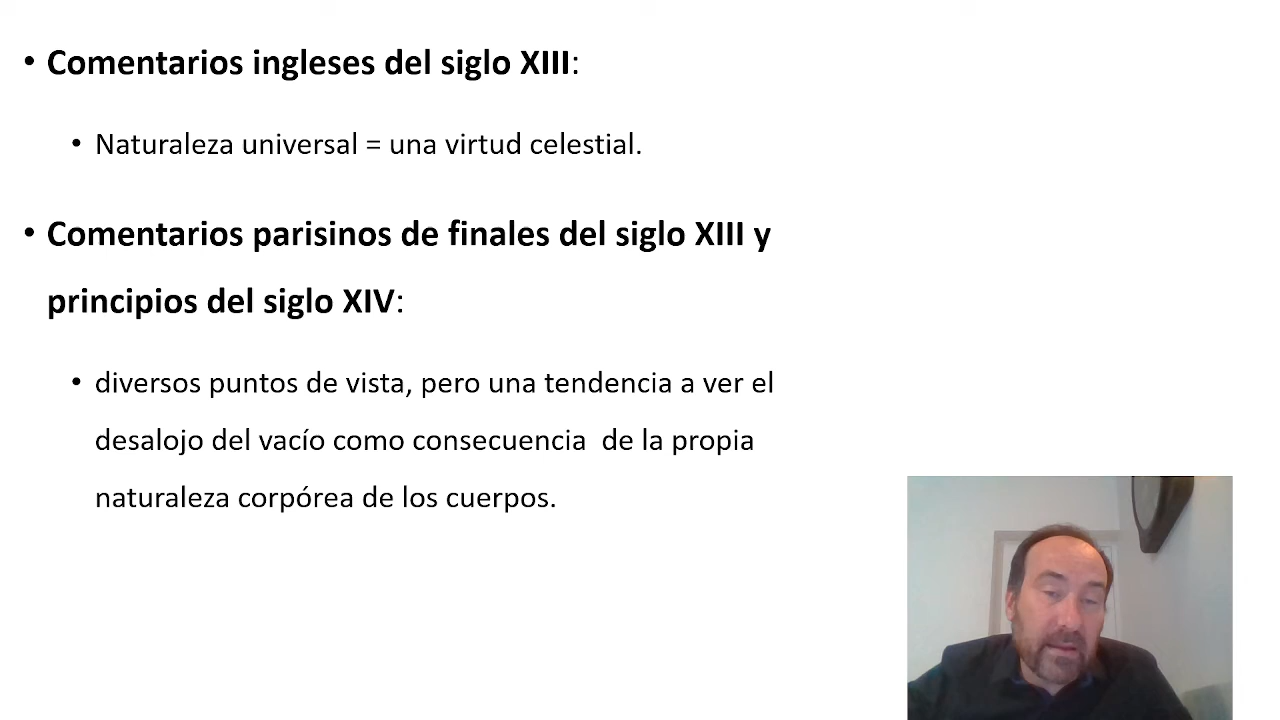 • Comentarios ingleses del siglo XIII:
• Naturaleza universal = una virtud celestial.
• Comentarios parisinos de finales del siglo XIII y
principios del siglo XIV:
• diversos puntos de vista, pero una tendencia a ver el
desalojo del vacío como consecuencia  de la propia
naturaleza corpórea de los cuerpos.